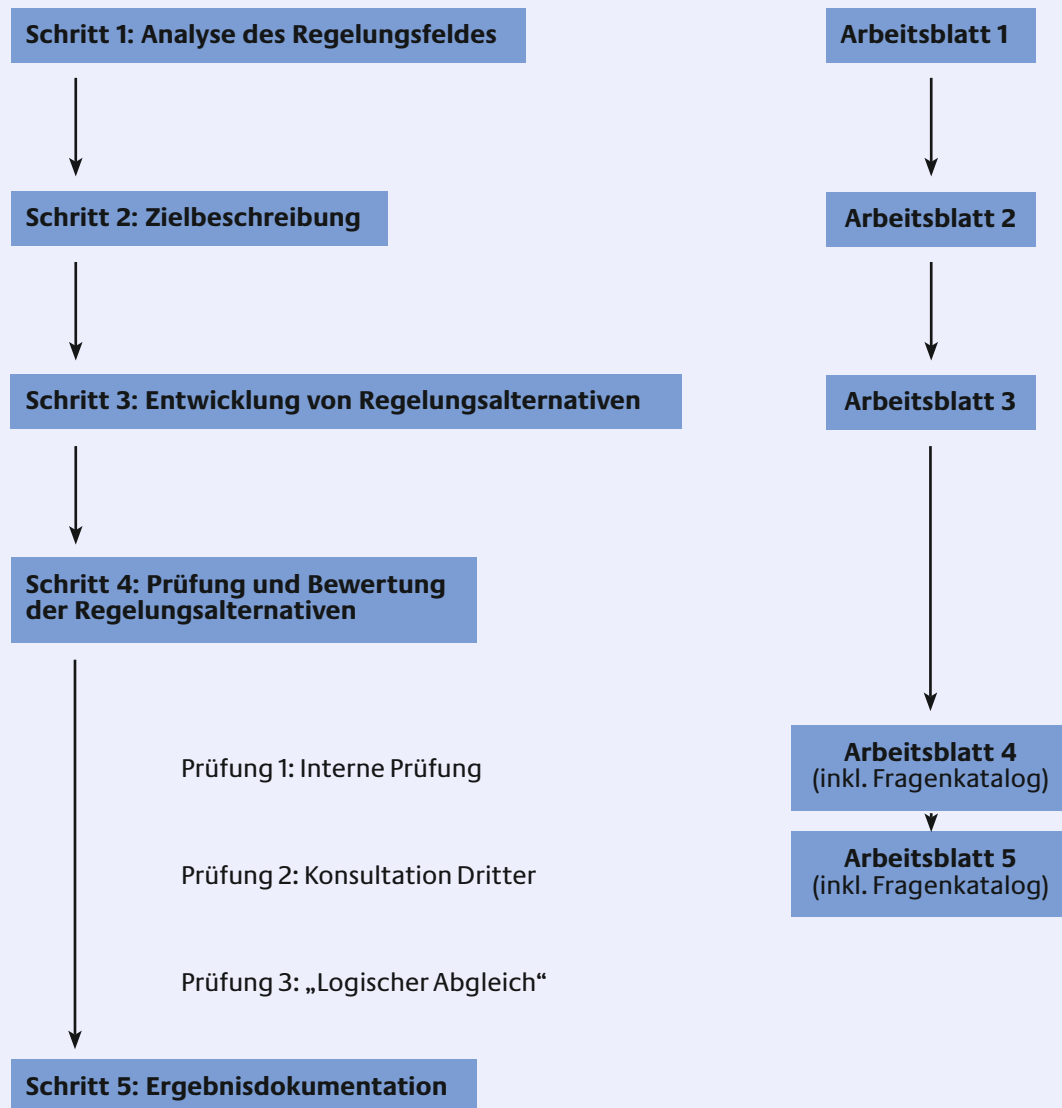 Schritt 1: Analyse des Regelungsfeldes
Arbeitsblatt 1
Schritt 2: Zielbeschreibung
Arbeitsblatt 2
Schritt 3: Entwicklung von Regelungsalternativen
Arbeitsblatt 3
Schritt 4: Prüfung und Bewertung
der Regelungsalternativen
Prüfung 1: Interne Prüfung
Arbeitsblatt 4
(inkl. Fragenkatalog)
Prüfung 2: Konsultation Dritter
Arbeitsblatt 5
(inkl. Fragenkatalog)
Prüfung 3: „Logischer Abgleich“
Schritt 5: Ergebnisdokumentation